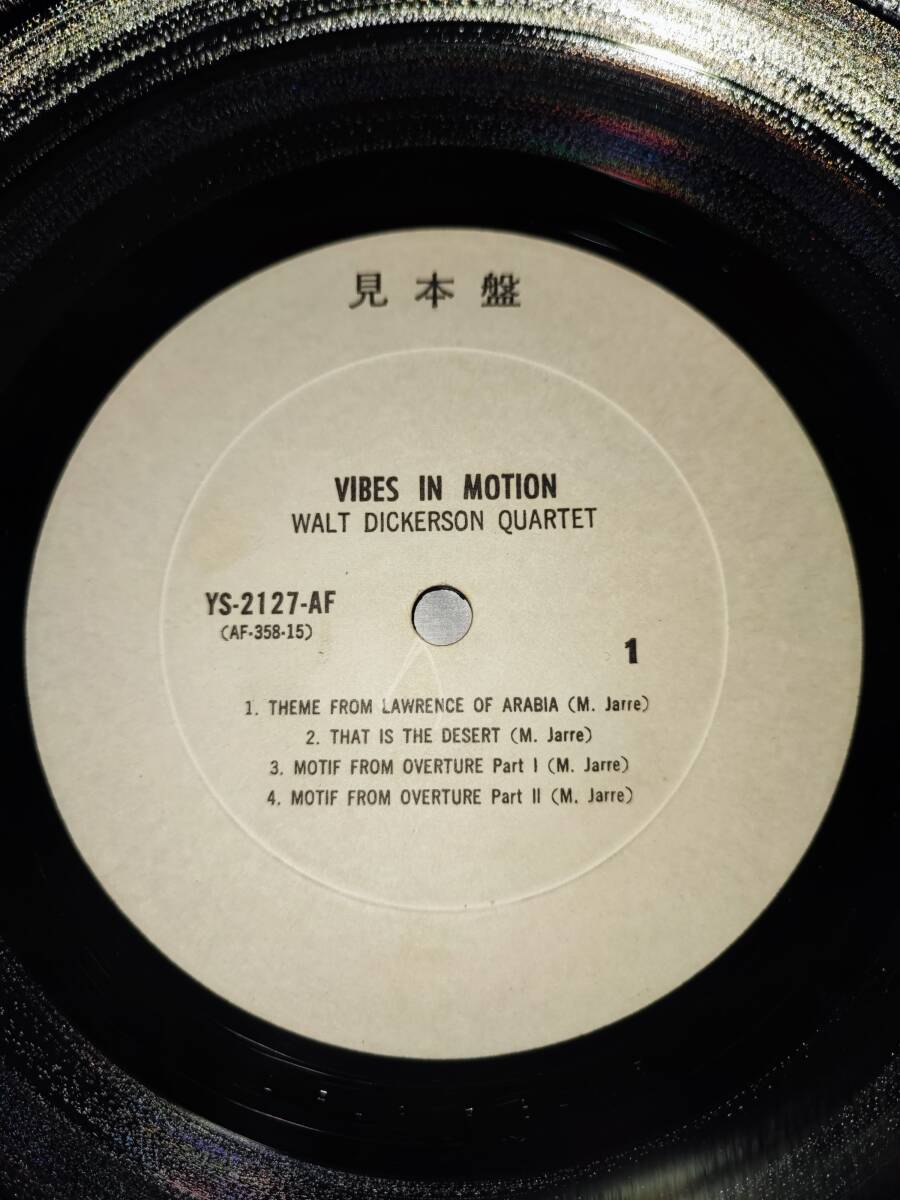 見本盤
VIBES IN MOTION
WALT DICKERSON QUARTET
YS-2127-AF
(AF-358-15)
1
1. THEME FROM LAWRENCE OF ARABIA (M. Jarre)
2. THAT IS THE DESERT (M. Jarre)
3. MOTIF FROM OVERTURE Part I (M. Jarre)
4. MOTIF FROM OVERTURE Part II (M. Jarre)